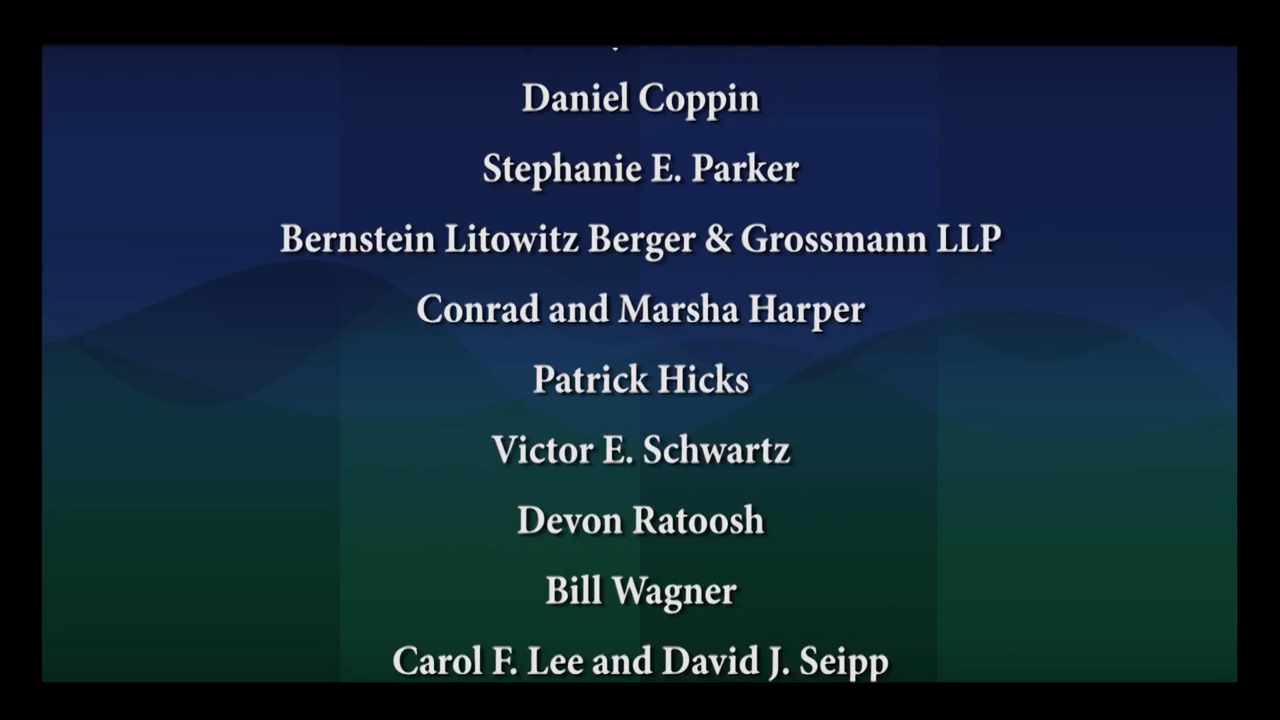 Daniel Coppin
Stephanie E. Parker
Bernstein Litowitz Berger & Grossmann LLP
Conrad and Marsha Harper
Patrick Hicks
Victor E. Schwartz
Devon Ratoosh
Bill Wagner
Carol F. Lee and David J. Seipp